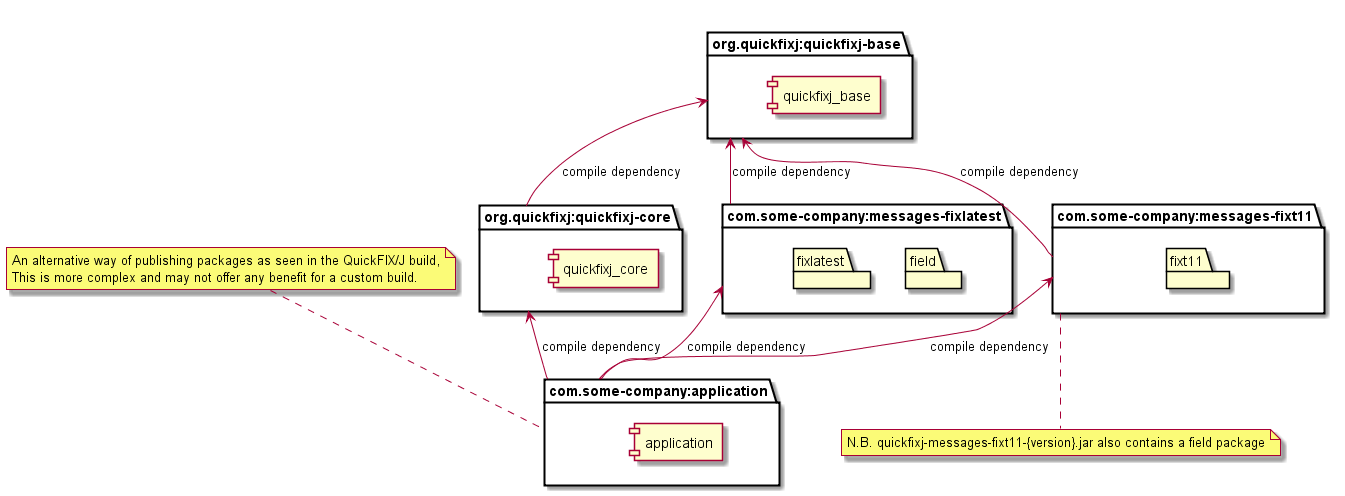 org.quickfixj:quickfixj-base
quickfixj_base
compile dependency
compile dependency
compile dependency
org.quickfixj:quickfixj-core
quickfixj_core
com.some-company:messages-fixlatest
fixlatest
field
com.some-company:messages-fixt11
fixt11
An alternative way of publishing packages as seen in the QuickFIX/J build,
This is more complex and may not offer any benefit for a custom build.
compile dependency
compile dependency
compile dependency
com.some-company:application
application
N.B. quickfixj-messages-fixt11-{version}.jar also contains a field package